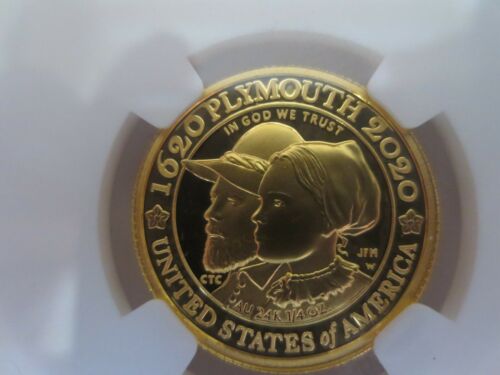 1620 PLYMOUTH 2020
IN GOD WE TRUST
CTC
JFM
W
AU 24K 1/4 OZ.
UNITED STATES of AMERICA